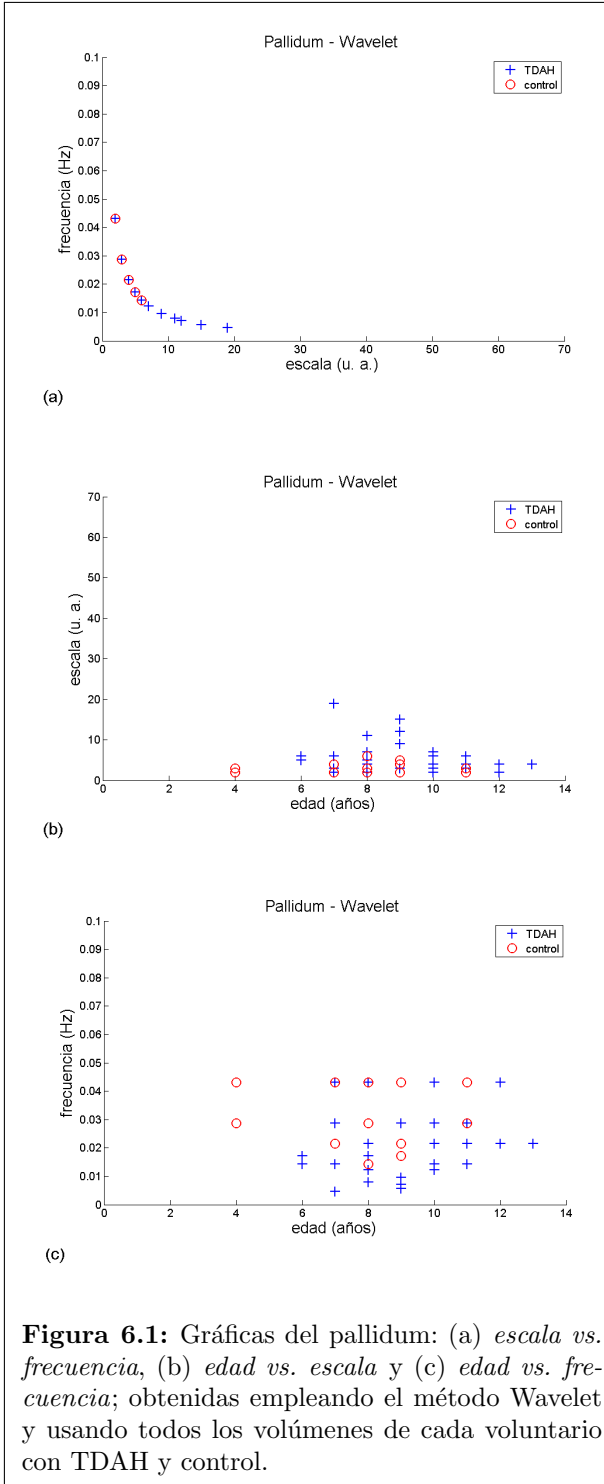 Pallidum - Wavelet
TDAH
control
0.1
0.09
0.08
0.07
0.06
0.05
0.04
0.03
0.02
0.01
0
frecuencia (Hz)
0 10 20 30 40 50 60 70
escala (u. a.)
(a)
Pallidum - Wavelet
TDAH
control
70
60
50
40
30
20
10
0
escala (u. a.)
0 2 4 6 8 10 12 14
edad (años)
(b)
Pallidum - Wavelet
TDAH
control
0.1
0.09
0.08
0.07
0.06
0.05
0.04
0.03
0.02
0.01
0
frecuencia (Hz)
0 2 4 6 8 10 12 14
edad (años)
(c)
Figura 6.1: Gráficas del pallidum: (a) escala vs.
frecuencia, (b) edad vs. escala y (c) edad vs. fre-
cuencia; obtenidas empleando el método Wavelet
y usando todos los volúmenes de cada voluntario
con TDAH y control.